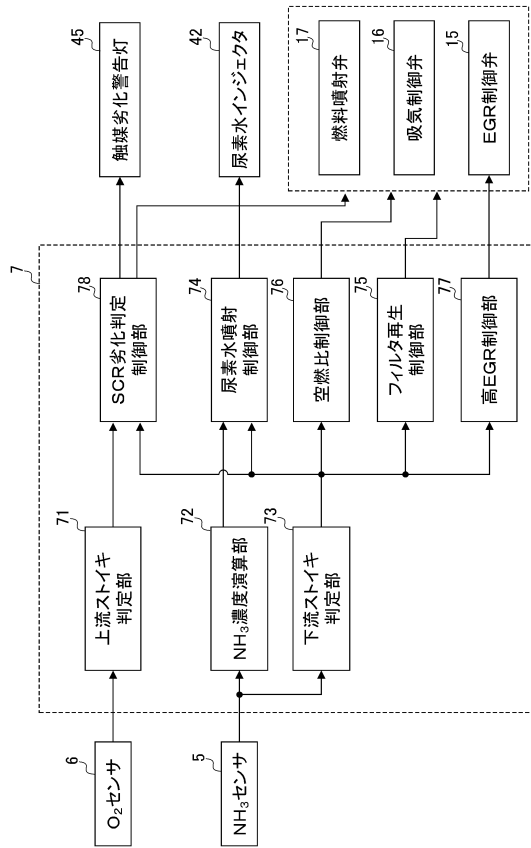 7
6
O₂センサ
5
NH₃センサ
71
上流ストイキ
判定部
72
NH₃濃度演算部
73
下流ストイキ
判定部
78
SCR劣化判定
制御部
74
尿素水噴射
制御部
76
空燃比制御部
75
フィルタ再生
制御部
77
高EGR制御部
45
触媒劣化警告灯
42
尿素水インジェクタ
17
燃料噴射弁
16
吸気制御弁
15
EGR制御弁